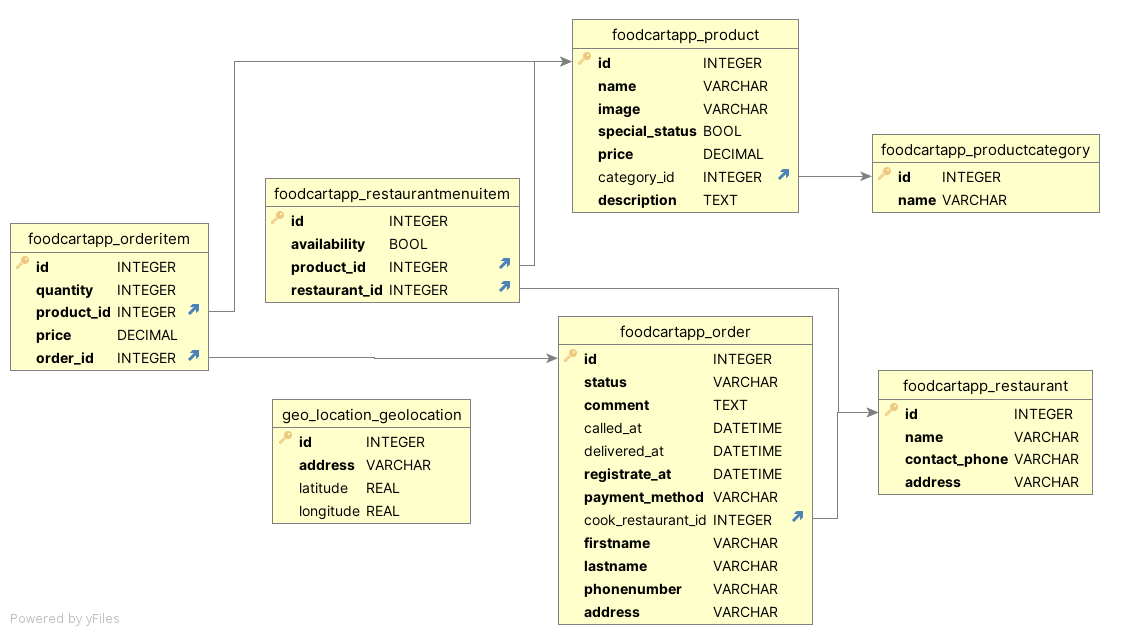 foodcartapp_product
id INTEGER
name VARCHAR
image VARCHAR
special_status BOOL
price DECIMAL
category_id INTEGER
description TEXT
foodcartapp_productcategory
id INTEGER
name VARCHAR
foodcartapp_restaurantmenuitem
id INTEGER
availability BOOL
product_id INTEGER
restaurant_id INTEGER
foodcartapp_orderitem
id INTEGER
quantity INTEGER
product_id INTEGER
price DECIMAL
order_id INTEGER
foodcartapp_order
id INTEGER
status VARCHAR
comment TEXT
called_at DATETIME
delivered_at DATETIME
registrate_at DATETIME
payment_method VARCHAR
cook_restaurant_id INTEGER
firstname VARCHAR
lastname VARCHAR
phonenumber VARCHAR
address VARCHAR
foodcartapp_restaurant
id INTEGER
name VARCHAR
contact_phone VARCHAR
address VARCHAR
geo_location_geolocation
id INTEGER
address VARCHAR
latitude REAL
longitude REAL
Powered by yFiles